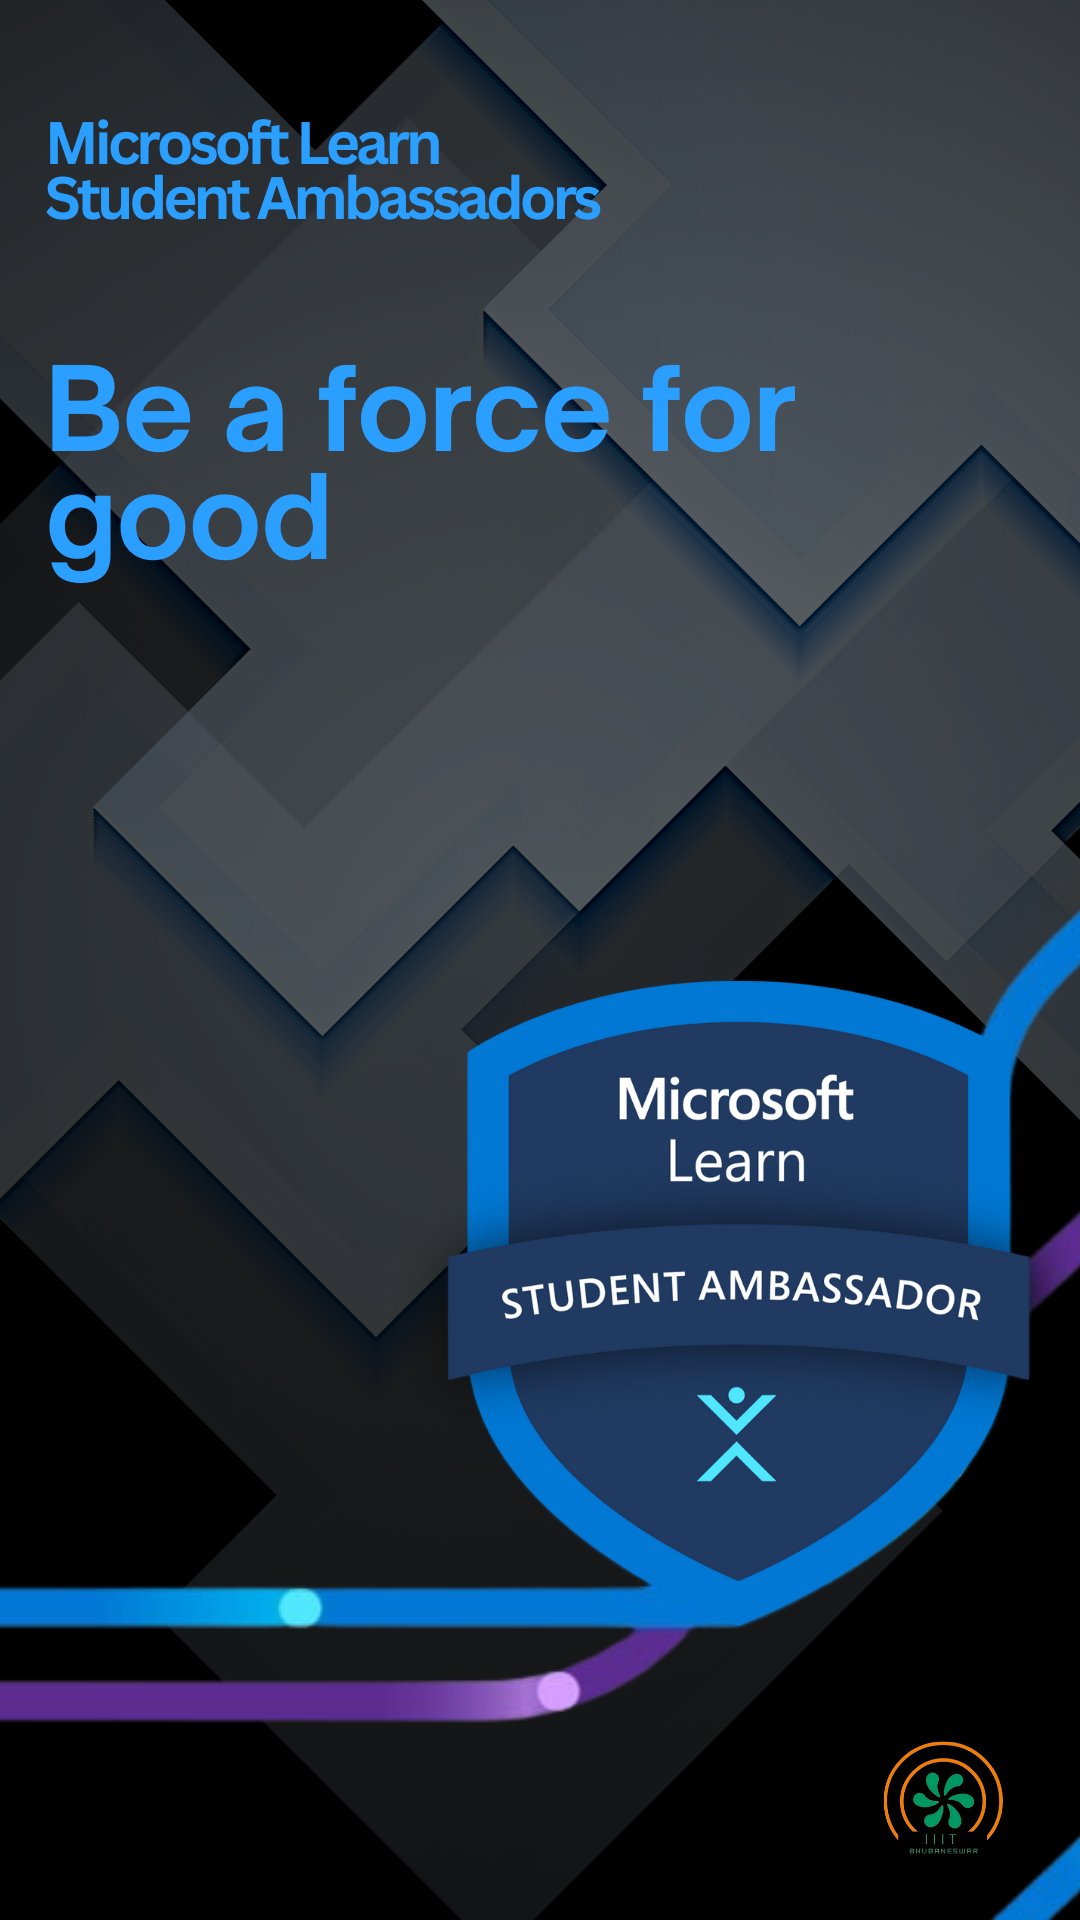 Microsoft Learn
Student Ambassadors
Be a force for
good
Microsoft
Learn
STUDENT AMBASSADOR
IIIT
BHUBANESWAR